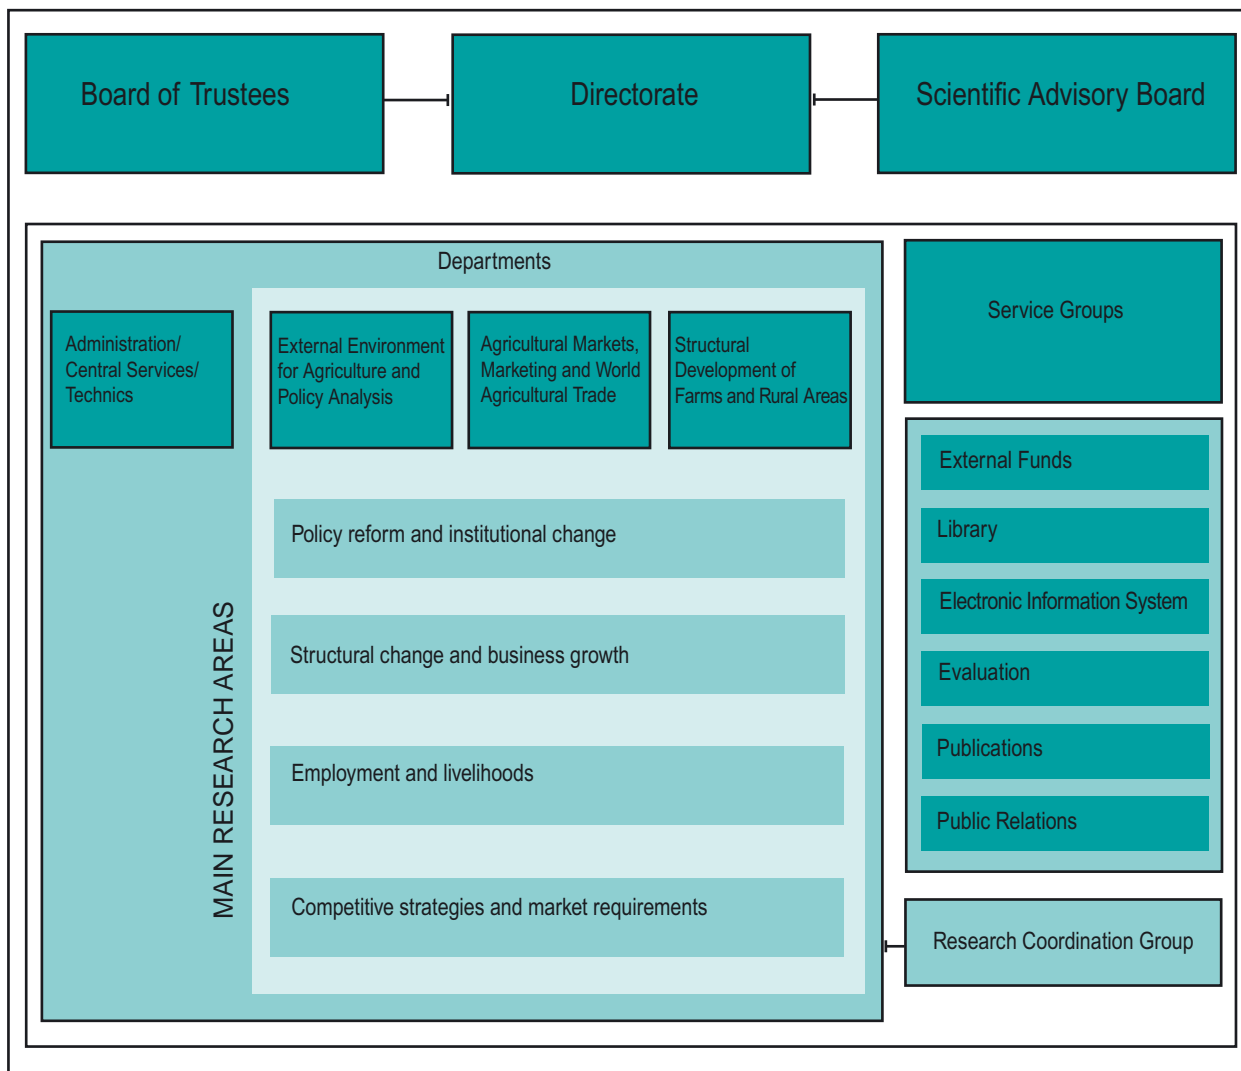 Board of Trustees
Directorate
Scientific Advisory Board
Departments
Administration/
Central Services/
Technics
External Environment
for Agriculture and
Policy Analysis
Agricultural Markets,
Marketing and World
Agricultural Trade
Structural
Development of
Farms and Rural Areas
MAIN RESEARCH AREAS
Policy reform and institutional change
Structural change and business growth
Employment and livelihoods
Competitive strategies and market requirements
Service Groups
External Funds
Library
Electronic Information System
Evaluation
Publications
Public Relations
Research Coordination Group